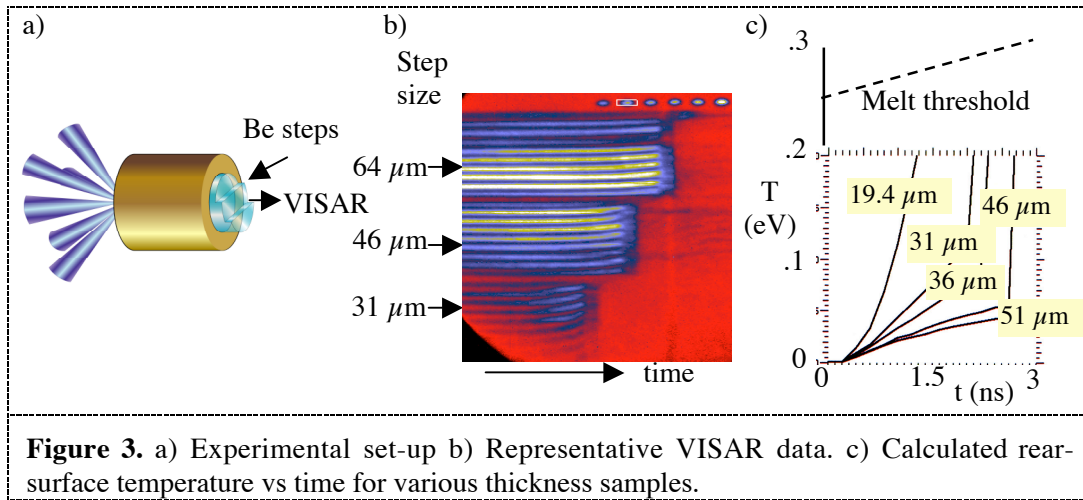 a)
Be steps
VISAR
b)
Step
size
64 µm
46 µm
31 µm
time
c)
.3
Melt threshold
.2
T
(eV)
.1
0
19.4 µm
46 µm
31 µm
36 µm
51 µm
0
1.5
3
t (ns)
Figure 3. a) Experimental set-up b) Representative VISAR data. c) Calculated rear-
surface temperature vs time for various thickness samples.